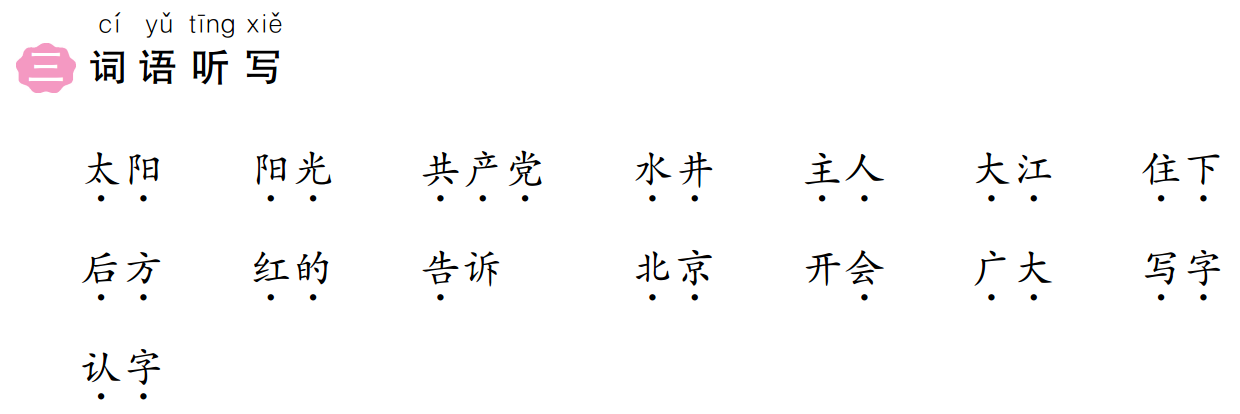 cí yǔ tīng xiě
三 词语听写
太阳 阳光 共产党 水井 主人 大江 住下
后方 红的 告诉 北京 开会 广大 写字
认字